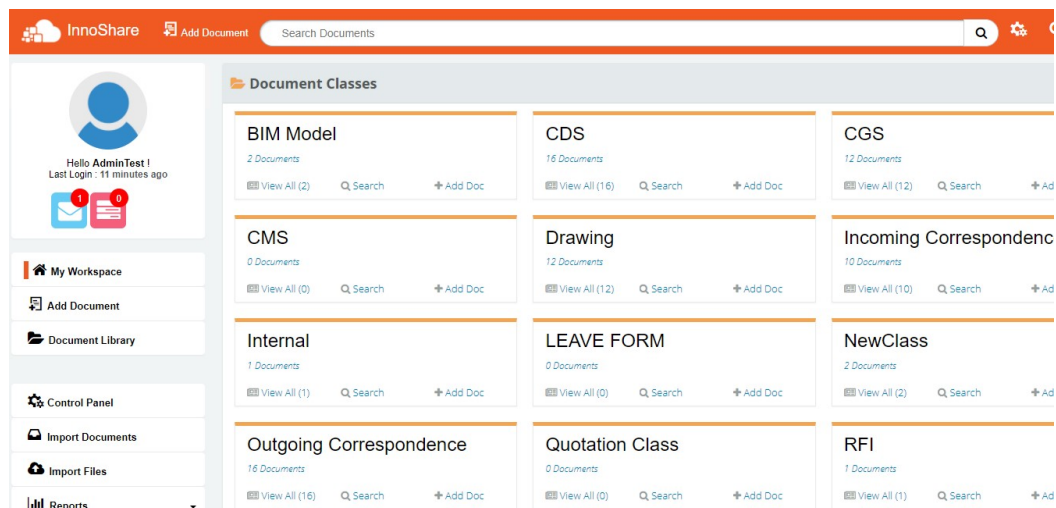 InnoShare
Add Document
Search Documents
Hello AdminTest !
Last Login : 11 minutes ago
1
0
My Workspace
Add Document
Document Library
Control Panel
Import Documents
Import Files
Reports
Document Classes
BIM Model
2 Documents
View All (2) Search Add Doc
CDS
16 Documents
View All (16) Search Add Doc
CGS
12 Documents
View All (12) Search Ad
CMS
0 Documents
View All (0) Search Add Doc
Drawing
12 Documents
View All (12) Search Add Doc
Incoming Correspondenc
10 Documents
View All (10) Search Ad
Internal
1 Documents
View All (1) Search Add Doc
LEAVE FORM
0 Documents
View All (0) Search Add Doc
NewClass
2 Documents
View All (2) Search Ad
Outgoing Correspondence
16 Documents
View All (16) Search Add Doc
Quotation Class
0 Documents
View All (0) Search Add Doc
RFI
1 Documents
View All (1) Search Ad